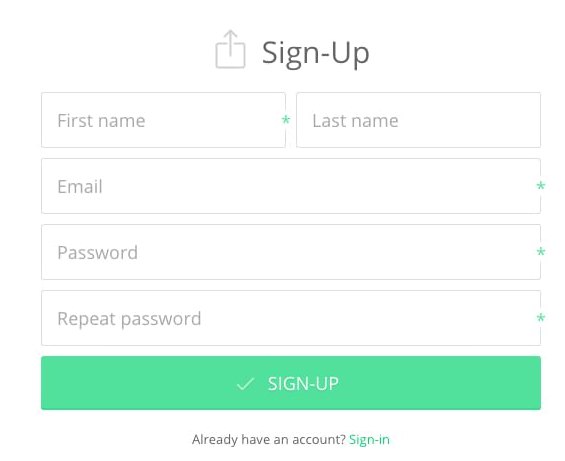 Sign-Up
First name * Last name
Email *
Password *
Repeat password *
SIGN-UP
Already have an account? Sign-in